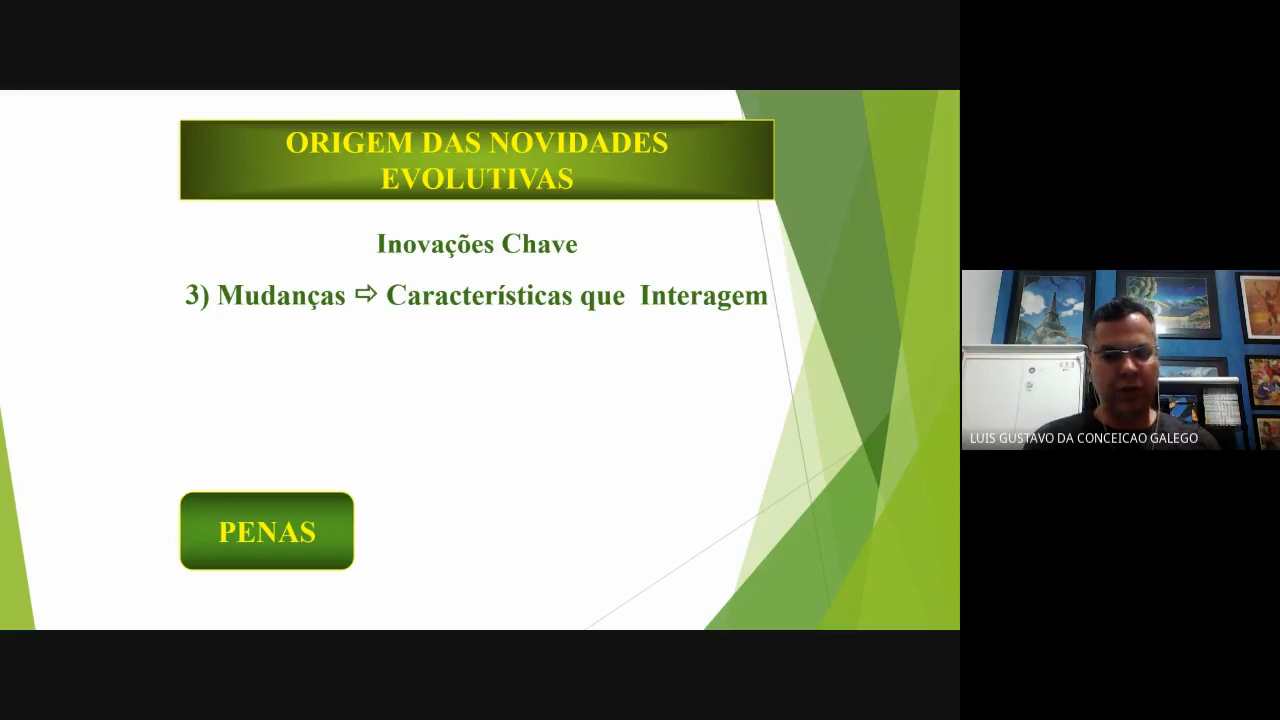 ORIGEM DAS NOVIDADES
EVOLUTIVAS
Inovações Chave
3) Mudanças ⇨ Características que Interagem
PENAS
LUIS GUSTAVO DA CONCEICAO GALEGO